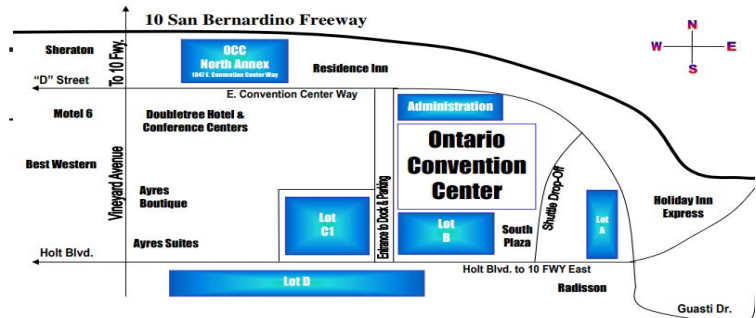 10 San Bernardino Freeway
N
W E
S
Sheraton
To 10 Fwy.
OCC
North Annex
1947 E. Convention Center Way
Residence Inn
"D" Street
E. Convention Center Way
Motel 6
Doubletree Hotel &
Conference Centers
Administration
Ontario
Convention
Center
Best Western
Vineyard Avenue
Ayres
Boutique
Entrance to Dock & Parking
Shuttle Drop-Off
Holiday Inn
Express
Lot
C1
Lot
B
South
Plaza
Lot
A
Ayres Suites
Holt Blvd.
Holt Blvd. to 10 FWY East
Lot D
Radisson
Guasti Dr.